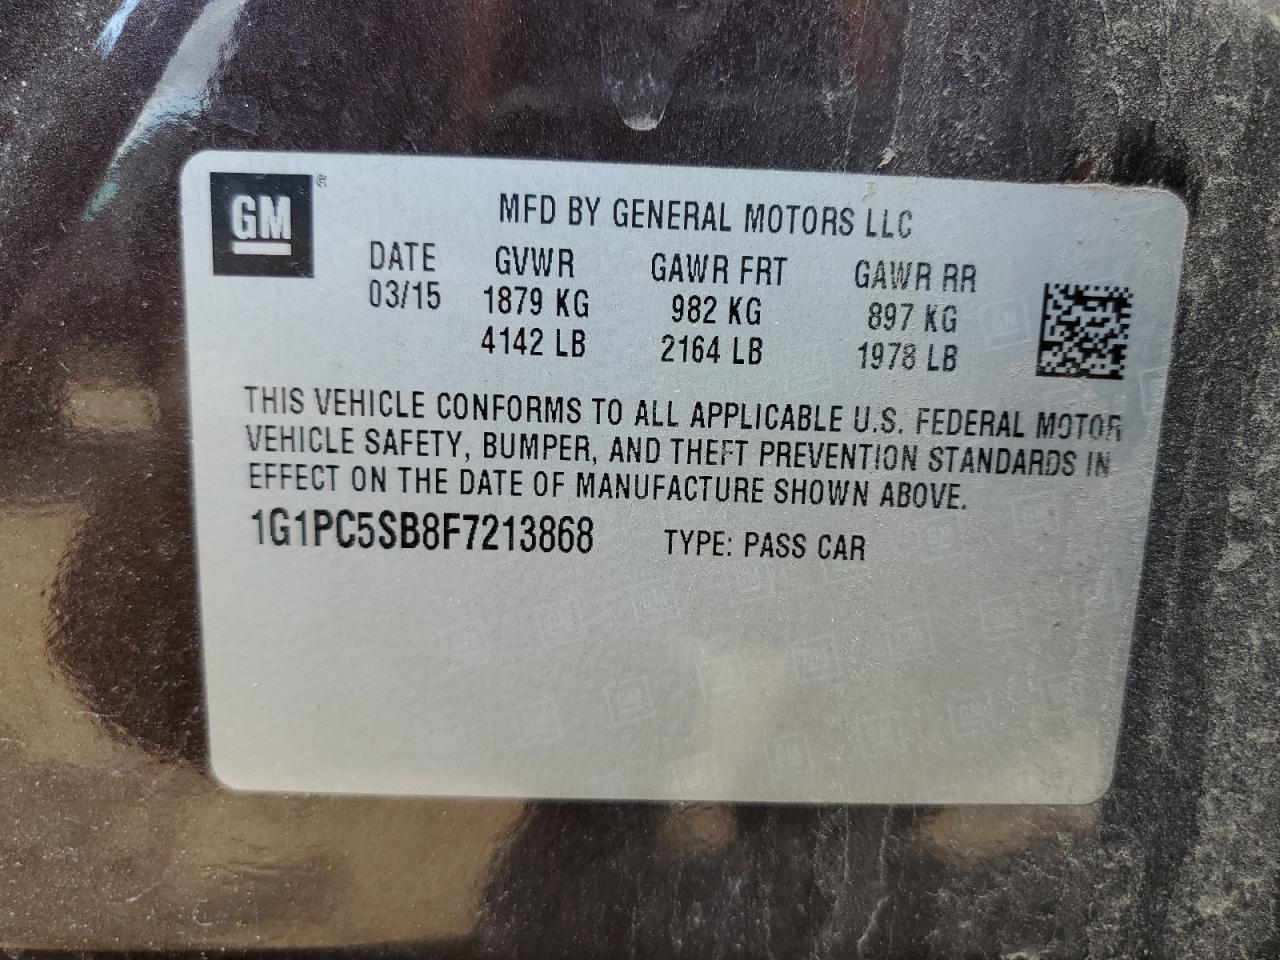 GM
®
MFD BY GENERAL MOTORS LLC
DATE GVWR GAWR FRT GAWR RR
03/15 1879 KG 982 KG 897 KG
4142 LB 2164 LB 1978 LB
THIS VEHICLE CONFORMS TO ALL APPLICABLE U.S. FEDERAL MOTOR
VEHICLE SAFETY, BUMPER, AND THEFT PREVENTION STANDARDS IN
EFFECT ON THE DATE OF MANUFACTURE SHOWN ABOVE.
1G1PC5SB8F7213868 TYPE: PASS CAR